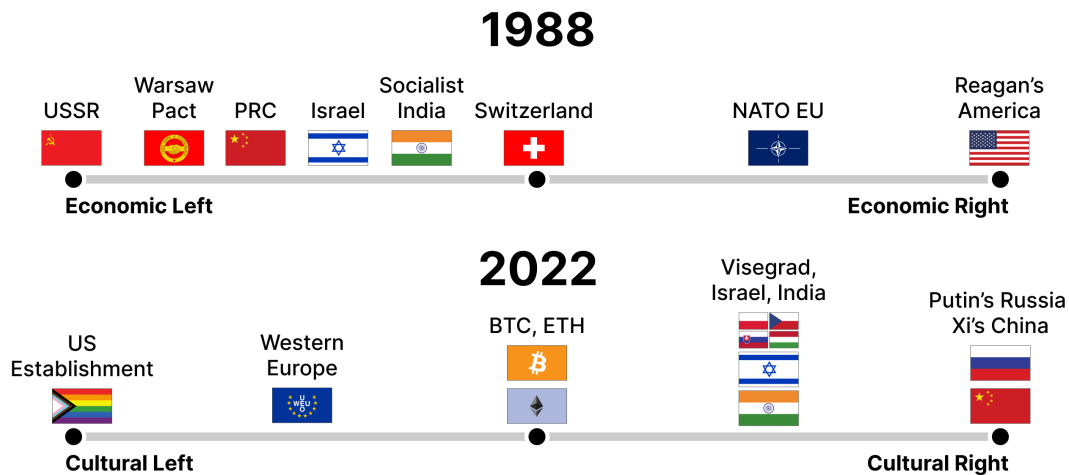 1988
USSR
Warsaw
Pact
PRC
Israel
Socialist
India
Switzerland
NATO EU
Reagan's
America
Economic Left
Economic Right
2022
US
Establishment
Western
Europe
BTC, ETH
Visegrad,
Israel, India
Putin's Russia
Xi's China
U
WEU
O
Cultural Left
Cultural Right